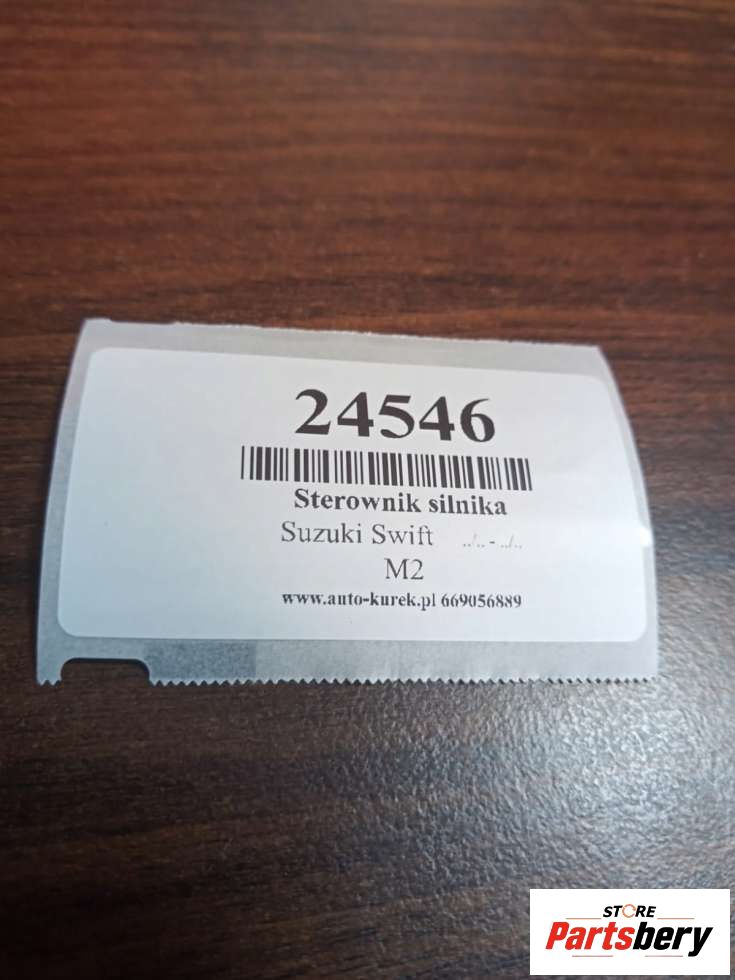 24546
Sterownik silnika
Suzuki Swift ../.. - ../..
M2
www.auto-kurek.pl 669056889
STORE
Partsbery